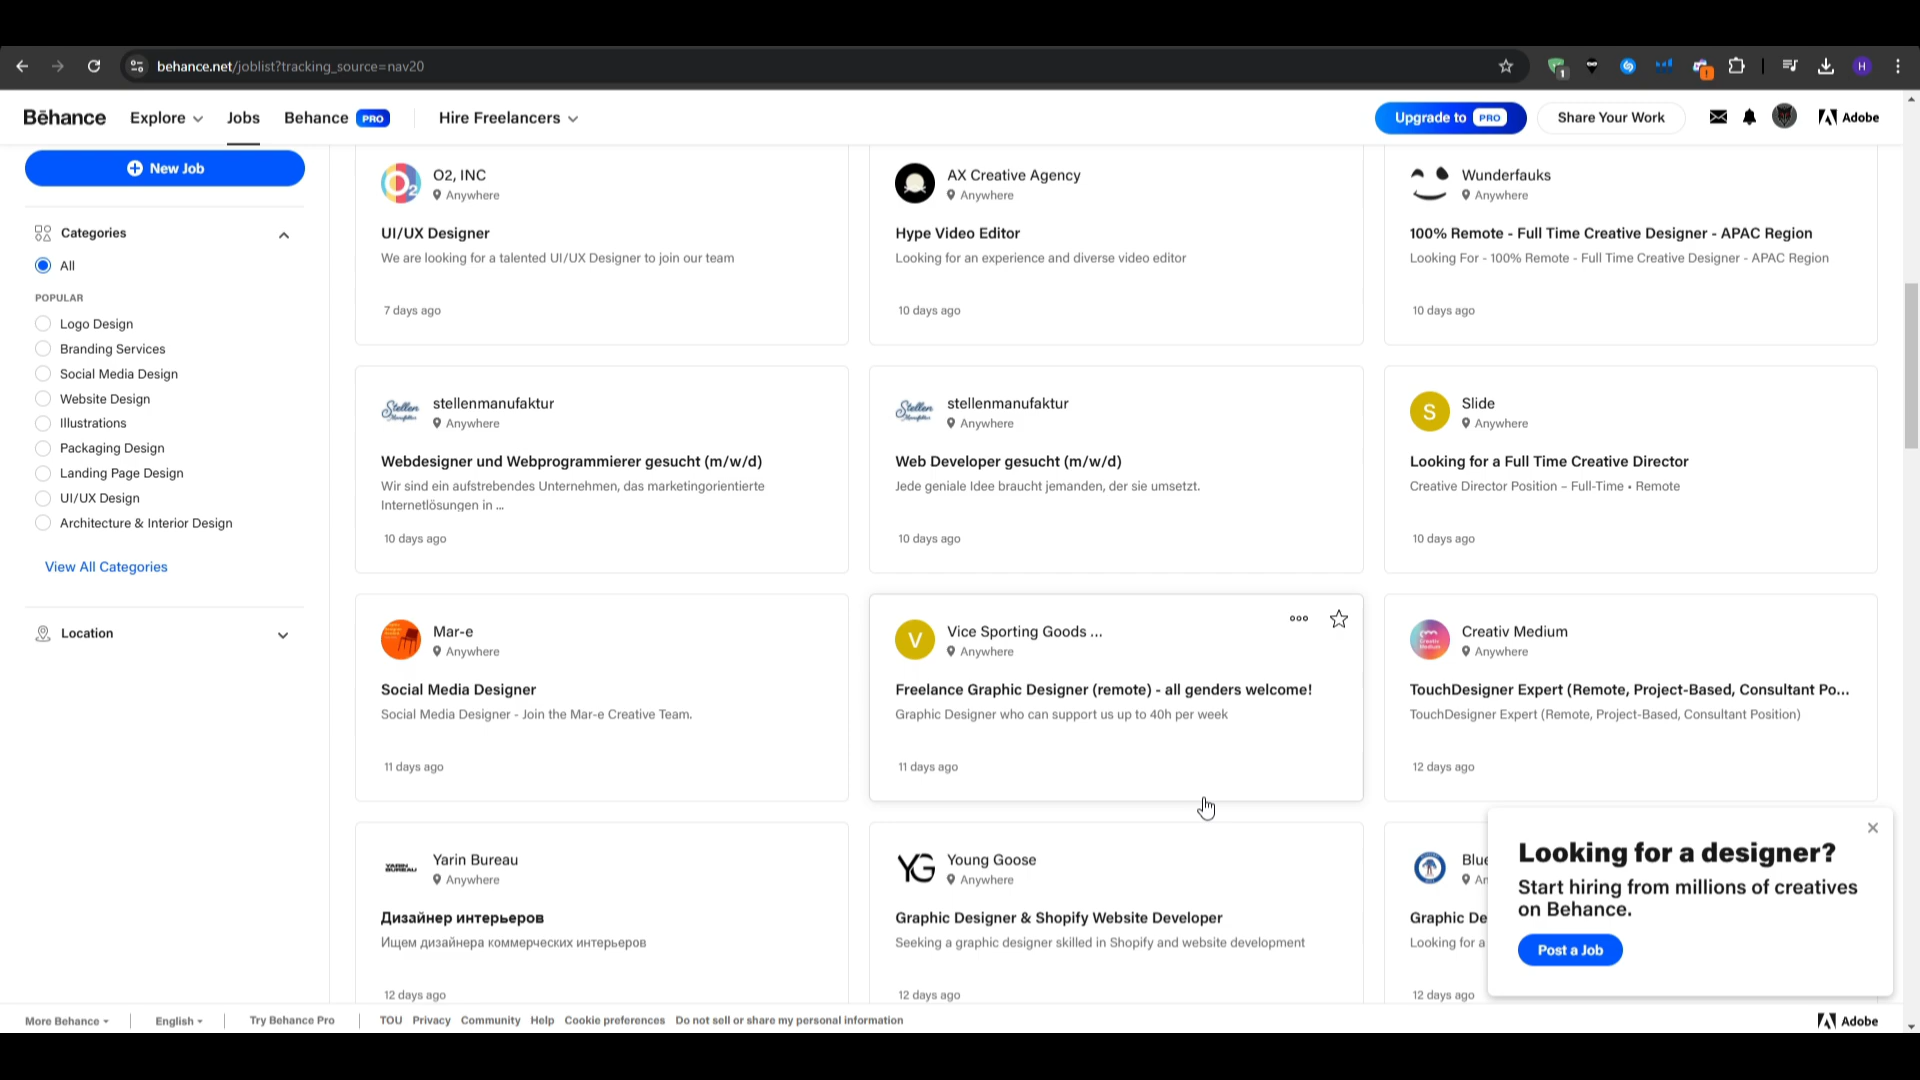 behance.net/joblist?tracking_source=nav20
1
H
Bēhance
Explore
Jobs
Behance PRO
Hire Freelancers
Upgrade to PRO
Share Your Work
Adobe
New Job
Categories
All
POPULAR
Logo Design
Branding Services
Social Media Design
Website Design
Illustrations
Packaging Design
Landing Page Design
UI/UX Design
Architecture & Interior Design
View All Categories
Location
O2, INC
Anywhere
UI/UX Designer
We are looking for a talented UI/UX Designer to join our team
7 days ago
AX Creative Agency
Anywhere
Hype Video Editor
Looking for an experience and diverse video editor
10 days ago
Wunderfauks
Anywhere
100% Remote - Full Time Creative Designer - APAC Region
Looking For - 100% Remote - Full Time Creative Designer - APAC Region
10 days ago
stellenmanufaktur
Anywhere
Webdesigner und Webprogrammierer gesucht (m/w/d)
Wir sind ein aufstrebendes Unternehmen, das marketingorientierte
Internetlösungen in ...
10 days ago
stellenmanufaktur
Anywhere
Web Developer gesucht (m/w/d)
Jede geniale Idee braucht jemanden, der sie umsetzt.
10 days ago
S
Slide
Anywhere
Looking for a Full Time Creative Director
Creative Director Position – Full-Time • Remote
10 days ago
Mar-e
Anywhere
Social Media Designer
Social Media Designer - Join the Mar-e Creative Team.
11 days ago
V
Vice Sporting Goods ...
Anywhere
Freelance Graphic Designer (remote) - all genders welcome!
Graphic Designer who can support us up to 40h per week
11 days ago
Creativ Medium
Anywhere
TouchDesigner Expert (Remote, Project-Based, Consultant Po...
TouchDesigner Expert (Remote, Project-Based, Consultant Position)
12 days ago
YARIN BUREAU
Yarin Bureau
Anywhere
Дизайнер интерьеров
Ищем дизайнера коммерческих интерьеров
12 days ago
YG
Young Goose
Anywhere
Graphic Designer & Shopify Website Developer
Seeking a graphic designer skilled in Shopify and website development
12 days ago
Blue
An
Graphic De
Looking for a
12 days ago
Looking for a designer?
Start hiring from millions of creatives
on Behance.
Post a Job
More Behance
English
Try Behance Pro
TOU
Privacy
Community
Help
Cookie preferences
Do not sell or share my personal information
Adobe